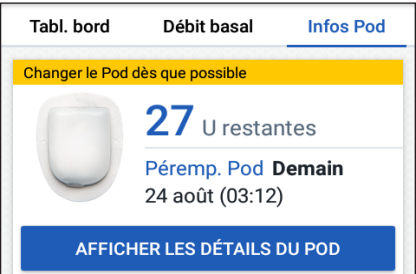 Tabl. bord Débit basal Infos Pod
Changer le Pod dès que possible
27 U restantes
Péremp. Pod Demain
24 août (03:12)
AFFICHER LES DÉTAILS DU POD